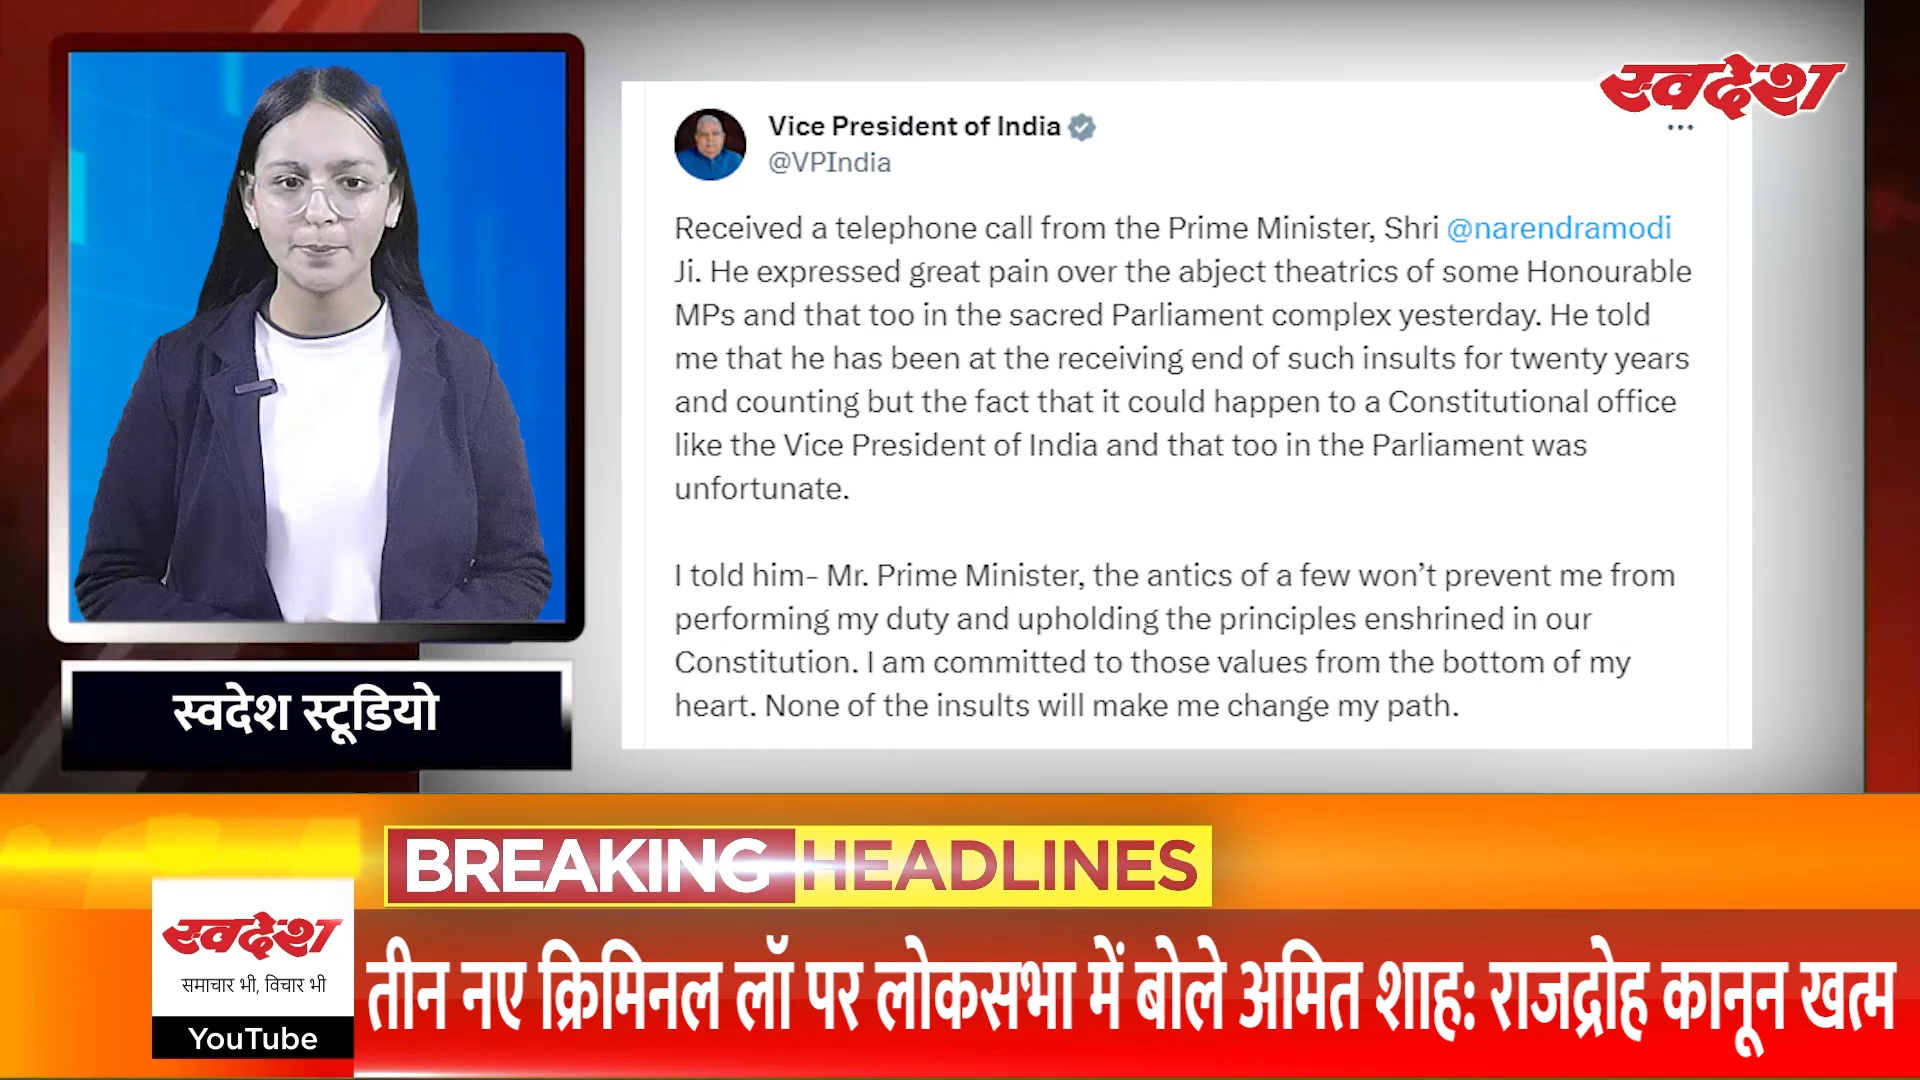 स्वदेश
Vice President of India
@VPIndia
Received a telephone call from the Prime Minister, Shri @narendramodi
Ji. He expressed great pain over the abject theatrics of some Honourable
MPs and that too in the sacred Parliament complex yesterday. He told
me that he has been at the receiving end of such insults for twenty years
and counting but the fact that it could happen to a Constitutional office
like the Vice President of India and that too in the Parliament was
unfortunate.
I told him- Mr. Prime Minister, the antics of a few won't prevent me from
performing my duty and upholding the principles enshrined in our
Constitution. I am committed to those values from the bottom of my
heart. None of the insults will make me change my path.
स्वदेश स्टूडियो
BREAKING HEADLINES
स्वदेश
समाचार भी, विचार भी
YouTube
तीन नए क्रिमिनल लॉ पर लोकसभा में बोले अमित शाह: राजद्रोह कानून खत्म